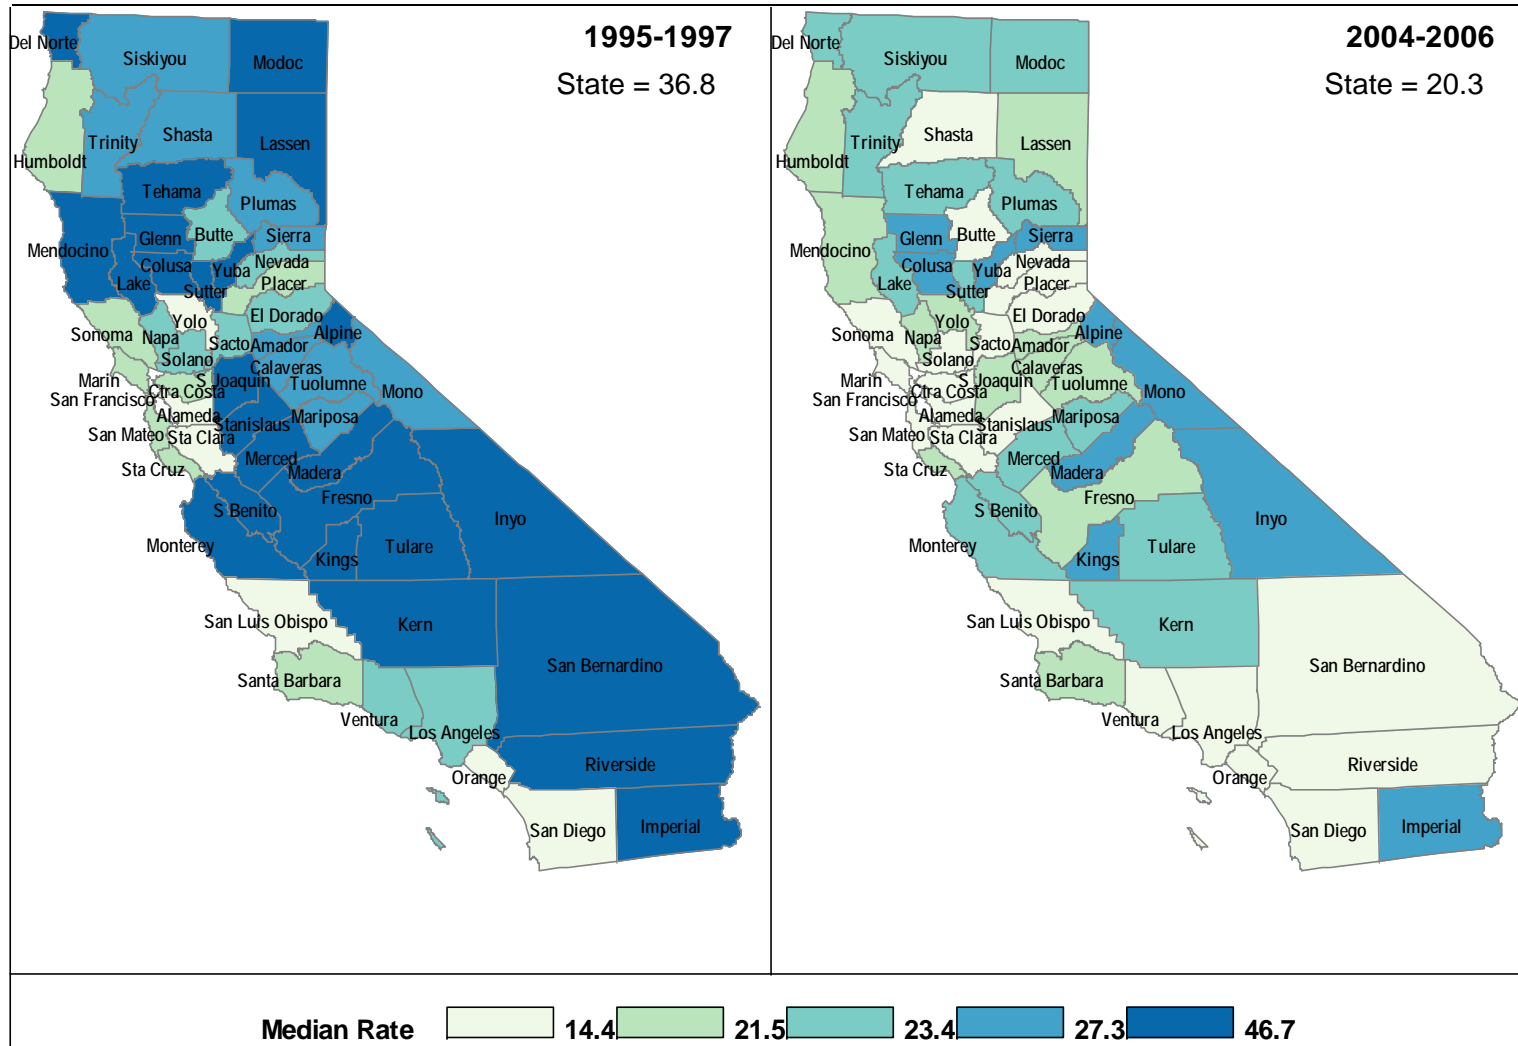 1995-1997
State = 36.8
Del Norte
Siskiyou
Modoc
Trinity
Shasta
Lassen
Humboldt
Tehama
Plumas
Mendocino
Glenn
Butte
Sierra
Colusa
Lake
Yuba
Nevada
Sutter
Placer
Yolo
El Dorado
Sonoma
Napa
Sacto
Alpine
Amador
Solano
Calaveras
Marin
S Joaquin
Tuolumne
Mono
Ctra Costa
San Francisco
Alameda
Mariposa
Stanislaus
San Mateo
Sta Clara
Merced
Sta Cruz
Madera
Fresno
S Benito
Inyo
Monterey
Kings
Tulare
San Luis Obispo
Kern
San Bernardino
Santa Barbara
Ventura
Los Angeles
Riverside
Orange
San Diego
Imperial
2004-2006
State = 20.3
Del Norte
Siskiyou
Modoc
Trinity
Shasta
Lassen
Humboldt
Tehama
Plumas
Mendocino
Glenn
Butte
Sierra
Colusa
Lake
Yuba
Nevada
Sutter
Placer
Yolo
El Dorado
Sonoma
Napa
Sacto
Alpine
Amador
Solano
Calaveras
Marin
S Joaquin
Tuolumne
Mono
Ctra Costa
San Francisco
Alameda
Mariposa
Stanislaus
San Mateo
Sta Clara
Merced
Sta Cruz
Madera
Fresno
S Benito
Inyo
Monterey
Kings
Tulare
San Luis Obispo
Kern
San Bernardino
Santa Barbara
Ventura
Los Angeles
Riverside
Orange
San Diego
Imperial
Median Rate 14.4 21.5 23.4 27.3 46.7